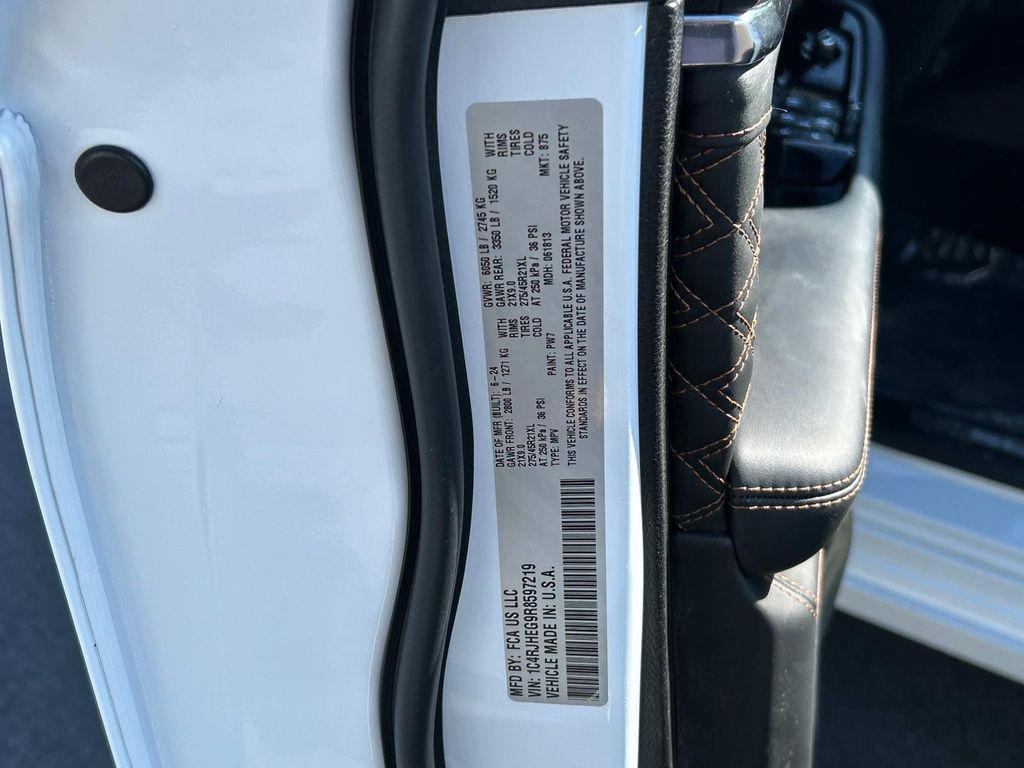 MFD BY: FCA US LLC
VIN: 1C4RJHEG9R8597219
VEHICLE MADE IN: U.S.A.
DATE OF MFR (BUILT): 6-24 GVWR: 6050 LB / 2745 KG
GAWR FRONT: 2800 LB / 1271 KG WITH GAWR REAR: 3350 LB / 1520 KG WITH
21X9.0 RIMS 21X9.0 RIMS
275/45R21XL TIRES 275/45R21XL TIRES
AT 250 kPa / 36 PSI COLD AT 250 kPa / 36 PSI COLD
TYPE: MPV PAINT: PW7 MDH: 061813 MKT: 875
THIS VEHICLE CONFORMS TO ALL APPLICABLE U.S.A. FEDERAL MOTOR VEHICLE SAFETY
STANDARDS IN EFFECT ON THE DATE OF MANUFACTURE SHOWN ABOVE.